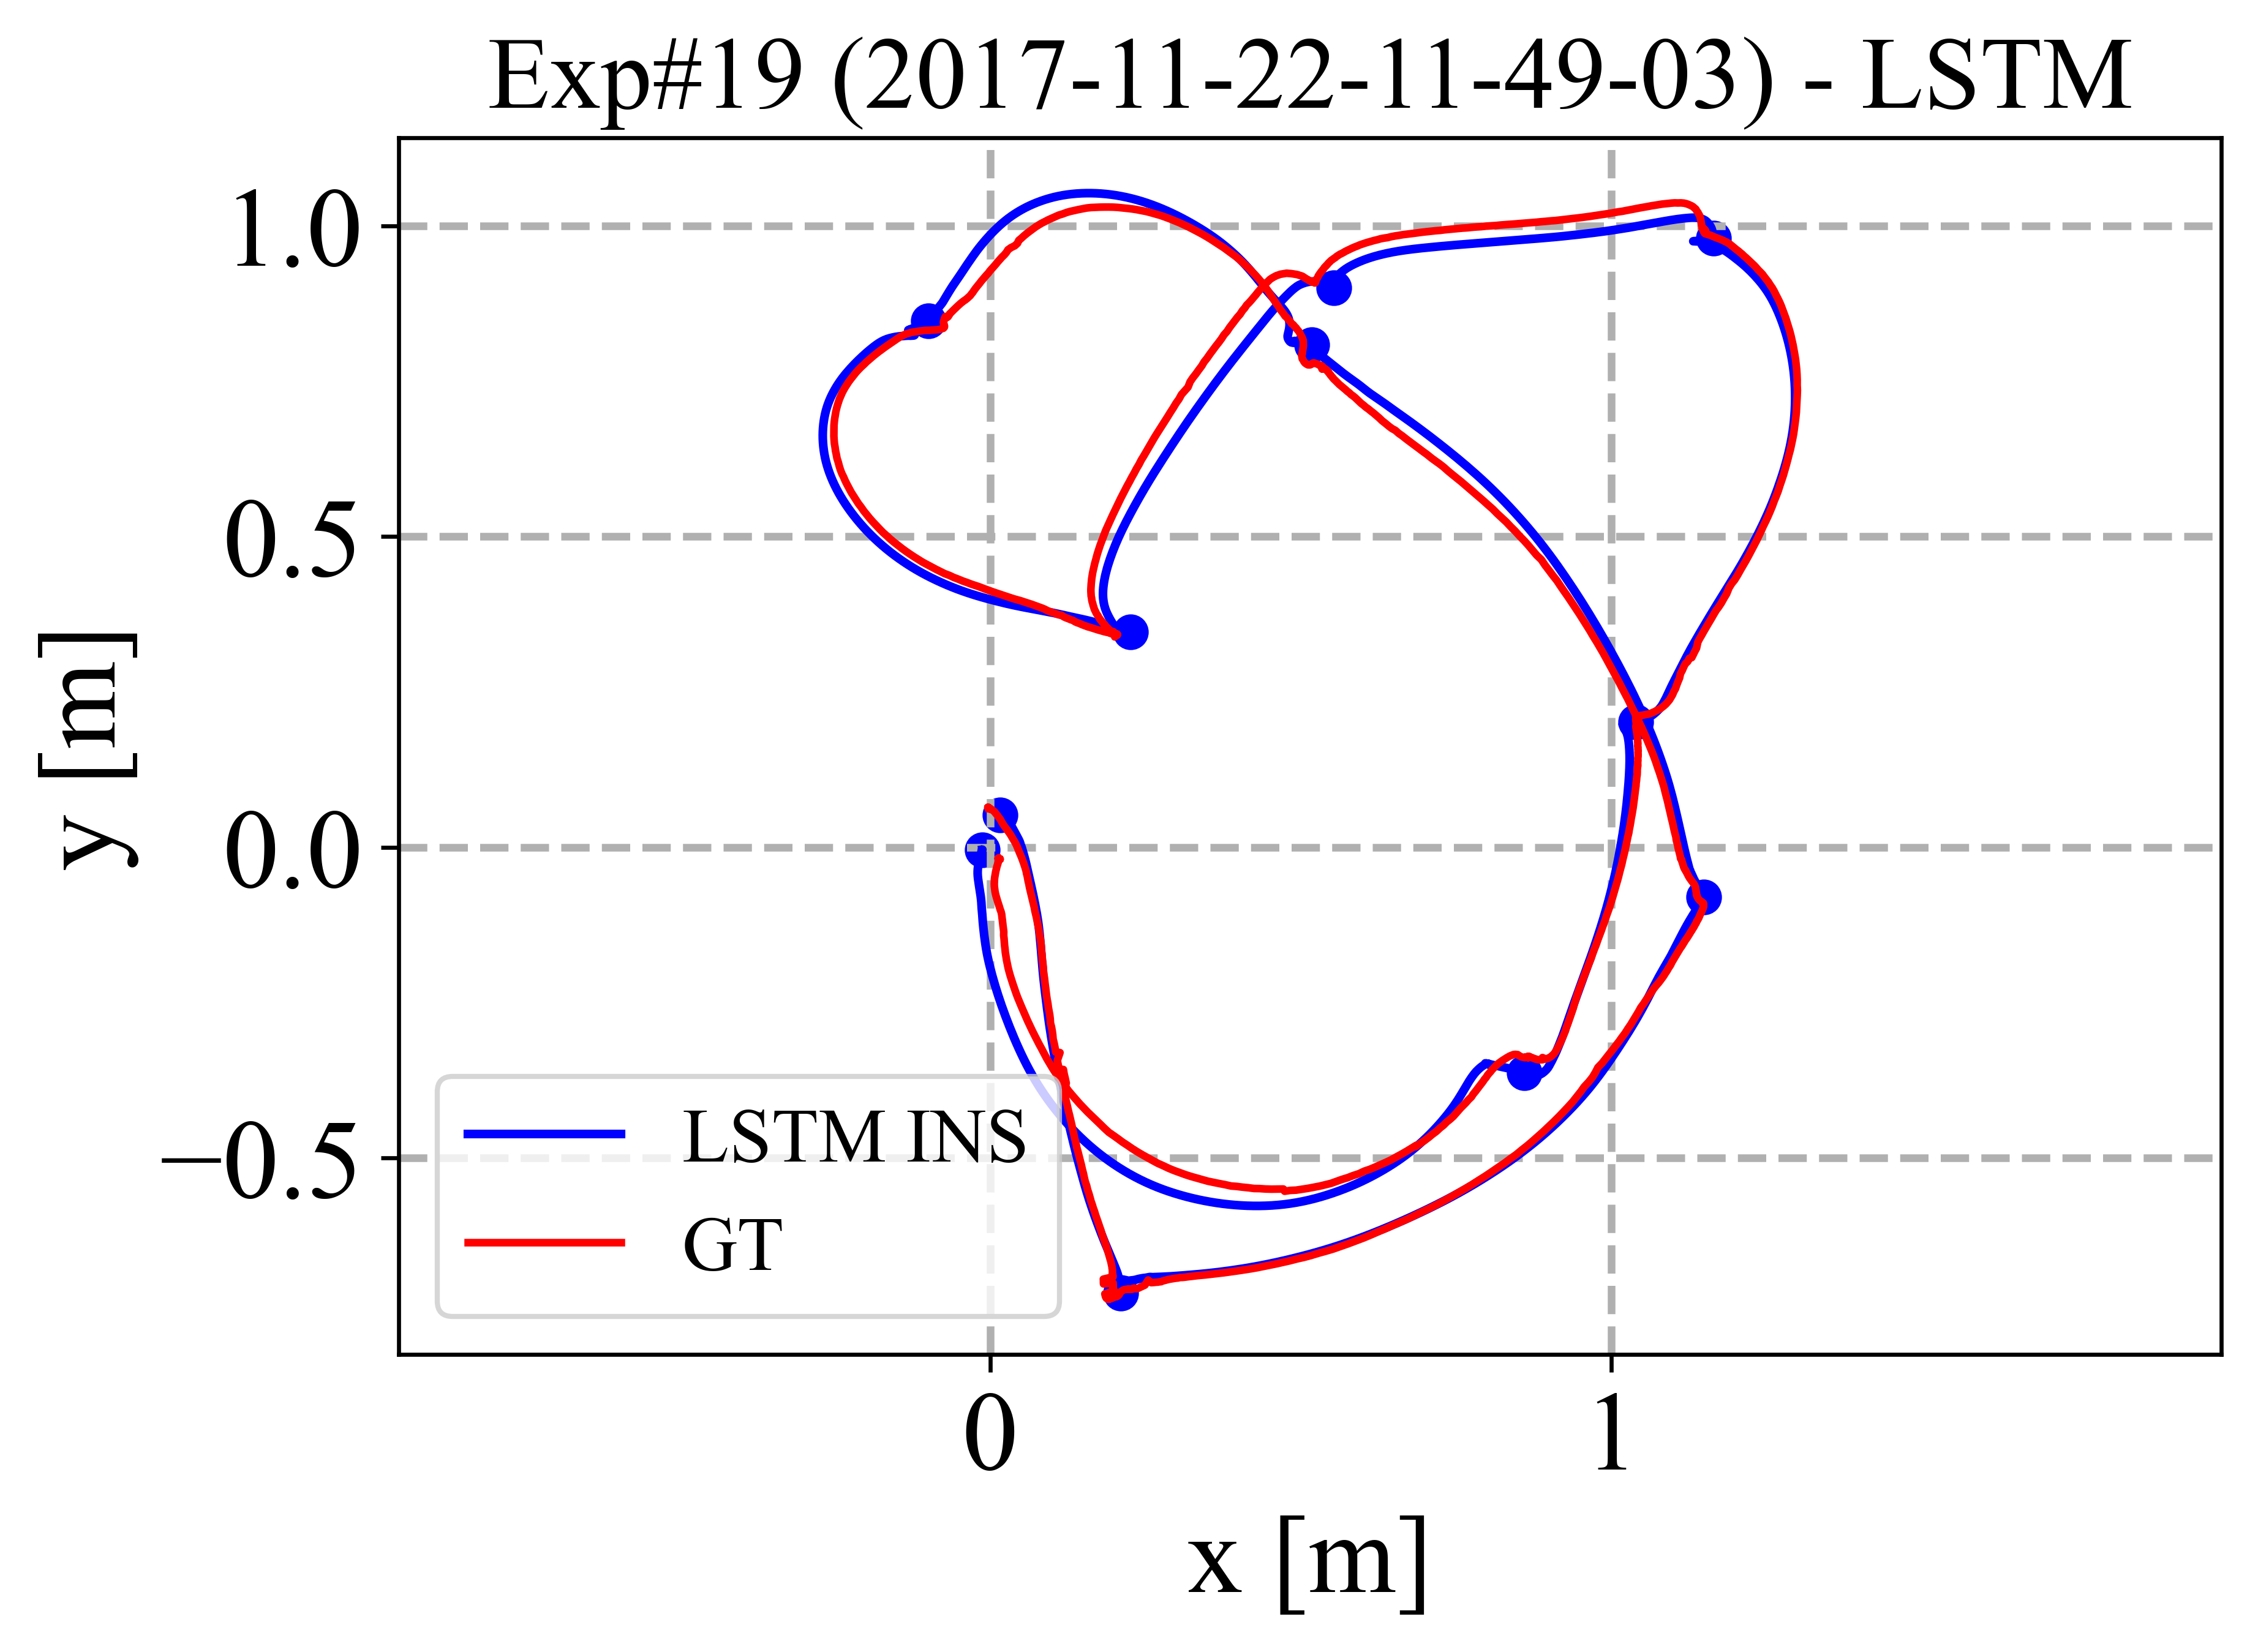 Exp#19 (2017-11-22-11-49-03) - LSTM
1.0
0.5
0.0
−0.5
y [m]
LSTM INS
GT
0
1
x [m]